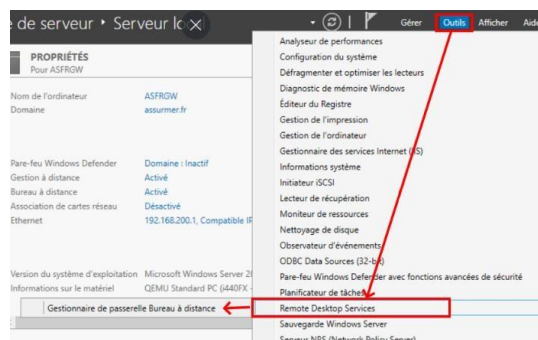 de serveur • Serveur lo
Gérer Outils Afficher Aide
PROPRIÉTÉS
Pour ASFRGW
Nom de l'ordinateur ASFRGW
Domaine assurmer.fr
Pare-feu Windows Defender Domaine : Inactif
Gestion à distance Activé
Bureau à distance Activé
Association de cartes réseau Désactivé
Ethernet 192.168.200.1, Compatible IP
Version du système d'exploitation Microsoft Windows Server 20
Informations sur le matériel QEMU Standard PC (i440FX -
Gestionnaire de passerelle Bureau à distance
Analyseur de performances
Configuration du système
Défragmenter et optimiser les lecteurs
Diagnostic de mémoire Windows
Éditeur du Registre
Gestion de l'impression
Gestion de l'ordinateur
Gestionnaire des services Internet (IIS)
Informations système
Initiateur iSCSI
Lecteur de récupération
Moniteur de ressources
Nettoyage de disque
Observateur d'événements
ODBC Data Sources (32-bit)
Pare-feu Windows Defender avec fonctions avancées de sécurité
Planificateur de tâches
Remote Desktop Services
Sauvegarde Windows Server
Serveur NPS (Network Policy Server)